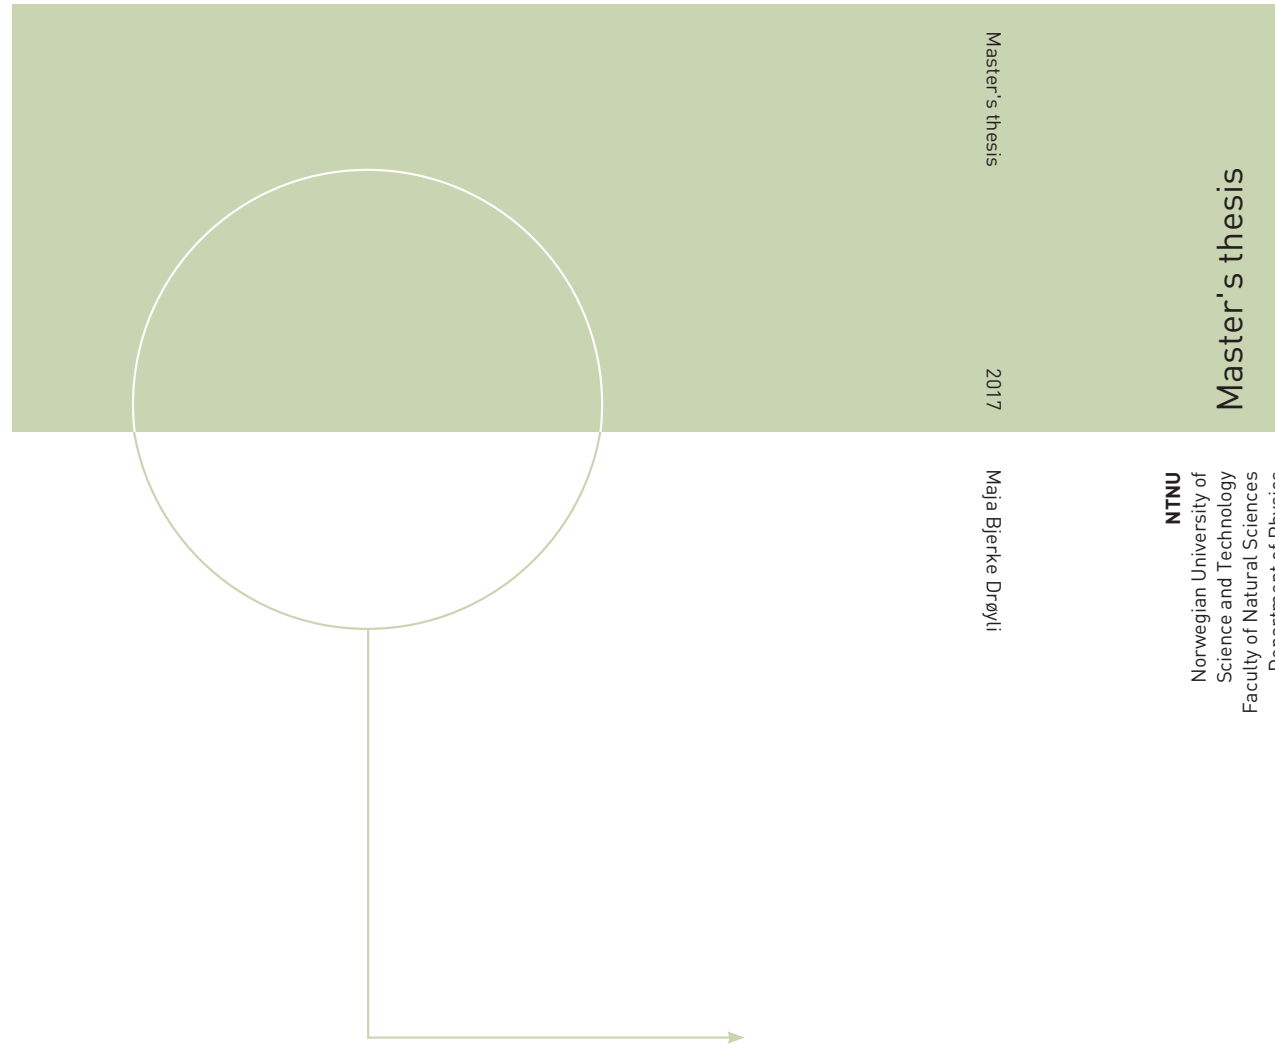 Master's thesis
2017
Maja Bjerke Drøyli
Master's thesis
NTNU
Norwegian University of
Science and Technology
Faculty of Natural Sciences